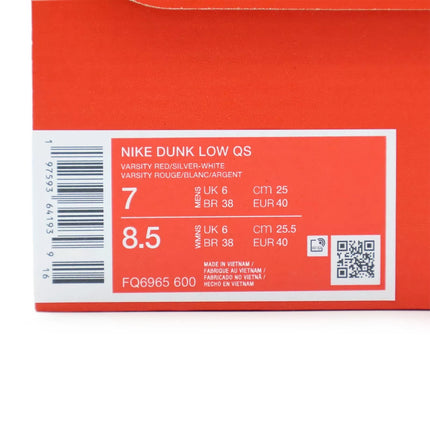 NIKE DUNK LOW QS
VARSITY RED/SILVER-WHITE
VARSITY ROUGE/BLANC/ARGENT
7 MENS UK 6 cm 25
BR 38 EUR 40
8.5 WMNS UK 6 cm 25.5
BR 38 EUR 40
MADE IN VIETNAM /
FABRIQUE AU VIETNAM /
FABRICADO NO VIETNÃ /
HECHO EN VIETNAM
FQ6965 600
1 97593 64193 9 16